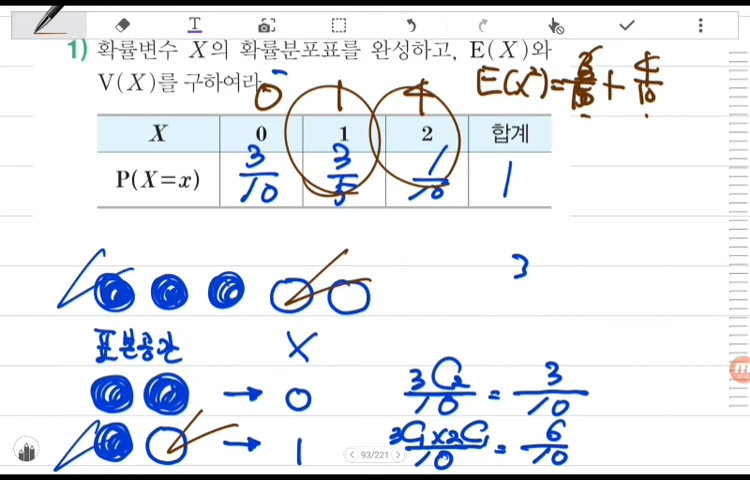 1) 확률변수 X의 확률분포표를 완성하고, E(X)와
V(X)를 구하여라.
0 1 4
E(X²) = 6/10 + 4/10
X 0 1 2 합계
P(X=x) 3/10 3/5 1/10 1
3
표본공간 X
→ 0 3C2/10 = 3/10
→ 1 3C1×2C1/10 = 6/10
93/221